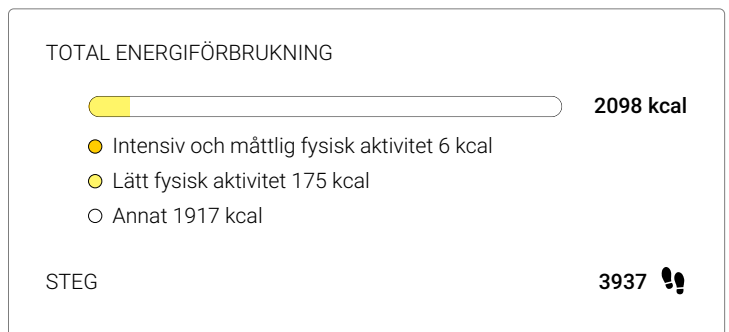 TOTAL ENERGIFÖRBRUKNING
2098 kcal
Intensiv och måttlig fysisk aktivitet 6 kcal
Lätt fysisk aktivitet 175 kcal
Annat 1917 kcal
STEG 3937